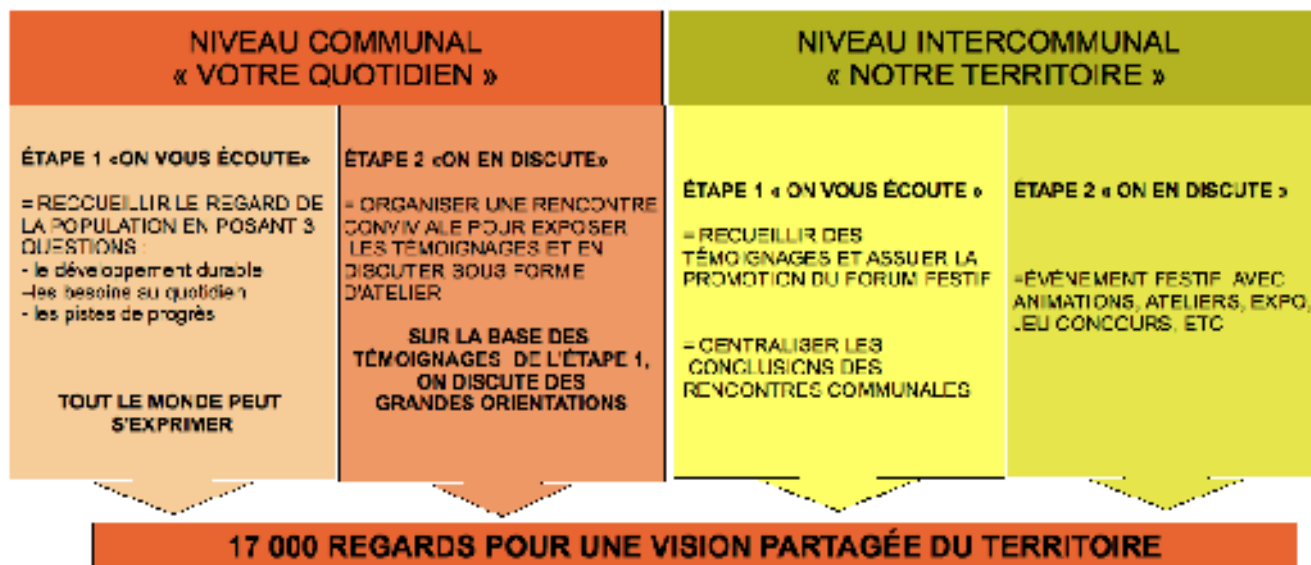 NIVEAU COMMUNAL
« VOTRE QUOTIDIEN »
NIVEAU INTERCOMMUNAL
« NOTRE TERRITOIRE »
ÉTAPE 1 «ON VOUS ÉCOUTE»
= RECCUEILLIR LE REGARD DE
LA POPULATION EN POSANT 3
QUESTIONS :
- le développement durable
-les besoins au quotidien
- les pistes de progrès
TOUT LE MONDE PEUT
S'EXPRIMER
ÉTAPE 2 «ON EN DISCUTE»
= ORGANISER UNE RENCONTRE
CONVIVIALE POUR EXPOSER
LES TÉMOIGNAGES ET EN
DISCUTER SOUS FORME
D'ATELIER
SUR LA BASE DES
TÉMOIGNAGES DE L'ÉTAPE 1,
ON DISCUTE DES
GRANDES ORIENTATIONS
ÉTAPE 1 « ON VOUS ÉCOUTE »
= RECUEILLIR DES
TÉMOIGNAGES ET ASSUER LA
PROMOTION DU FORUM FESTIF
= CENTRALISER LES
CONCLUSIONS DES
RENCONTRES COMMUNALES
ÉTAPE 2 « ON EN DISCUTE »
=ÉVÈNEMENT FESTIF AVEC
ANIMATIONS, ATELIERS, EXPO,
JEU CONCOURS, ETC
17 000 REGARDS POUR UNE VISION PARTAGÉE DU TERRITOIRE